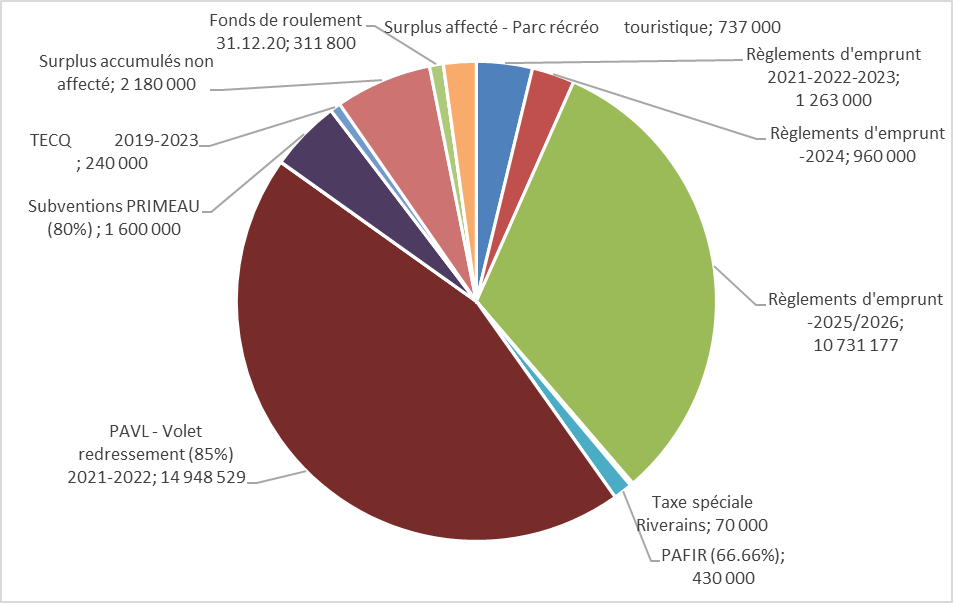 Fonds de roulement
31.12.20; 311 800
Surplus affecté - Parc récréo touristique; 737 000
Règlements d'emprunt
2021-2022-2023;
1 263 000
Règlements d'emprunt
-2024; 960 000
Règlements d'emprunt
-2025/2026;
10 731 177
Taxe spéciale
Riverains; 70 000
PAFIR (66.66%);
430 000
PAVL - Volet
redressement (85%)
2021-2022; 14 948 529
Subventions PRIMEAU
(80%) ; 1 600 000
TECQ 2019-2023
; 240 000
Surplus accumulés non
affecté; 2 180 000